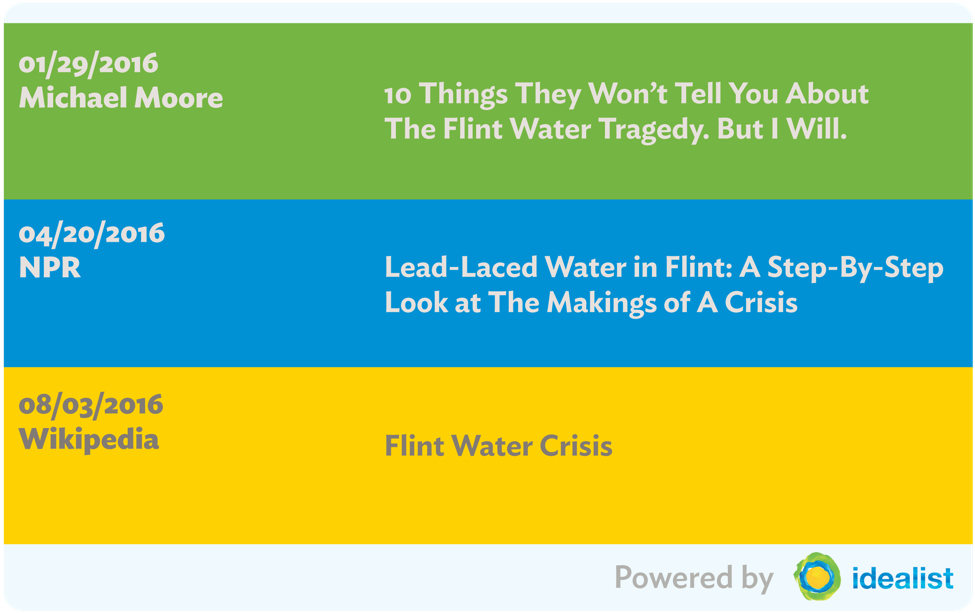 01/29/2016
Michael Moore
10 Things They Won’t Tell You About
The Flint Water Tragedy. But I Will.
04/20/2016
NPR
Lead-Laced Water in Flint: A Step-By-Step
Look at The Makings of A Crisis
08/03/2016
Wikipedia
Flint Water Crisis
Powered by idealist